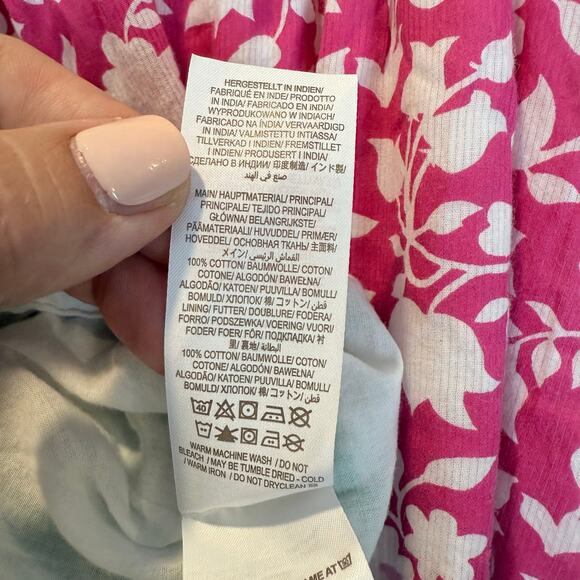 HERGESTELLT IN INDIEN/
FABRIQUÉ EN INDE/ PRODOTTO
IN INDIA/ FABRICADO EN INDIA/
WYPRODUKOWANO W INDIACH/
FABRICADO NA ÍNDIA/ VERVAARDIGD
IN INDIA/ VALMISTETTU INTIASSA/
TILLVERKAD I INDIEN/ FREMSTILLET
I INDIEN/ PRODUSERT I INDIA/
СДЕЛАНО В ИНДИИ/ 印度制造/ インド製/
صنع في الهند
MAIN/ HAUPTMATERIAL/ PRINCIPAL/
PRINCIPALE/ TEJIDO PRINCIPAL/
GŁÓWNA/ BELANGRIJKSTE/
PÄÄMATERIAALI/ HUVUDDEL/ PRIMÆR/
HOVEDDEL/ ОСНОВНАЯ ТКАНЬ/ 主面料/
メイン/ القماش الرئيسي/
100% COTTON/ BAUMWOLLE/ COTON/
COTONE/ ALGODÓN/ BAWEŁNA/
ALGODÃO/ KATOEN/ PUUVILLA/ BOMULL/
BOMULD/ ХЛОПОК/ 棉/ コットン/ قطن/
LINING/ FUTTER/ DOUBLURE/ FODERA/
FORRO/ PODSZEWKA/ VOERING/ VUORI/
FODER/ FOER/ FÔR/ ПОДКЛАДКА/ 衬
里/ 裏地/ البطانة/
100% COTTON/ BAUMWOLLE/ COTON/
COTONE/ ALGODÓN/ BAWEŁNA/
ALGODÃO/ KATOEN/ PUUVILLA/ BOMULL/
BOMULD/ ХЛОПОК/ 棉/ コットン/ قطن/
40
WARM MACHINE WASH / DO NOT
BLEACH / MAY BE TUMBLE DRIED - COLD
/ WARM IRON / DO NOT DRYCLEAN
AME AT